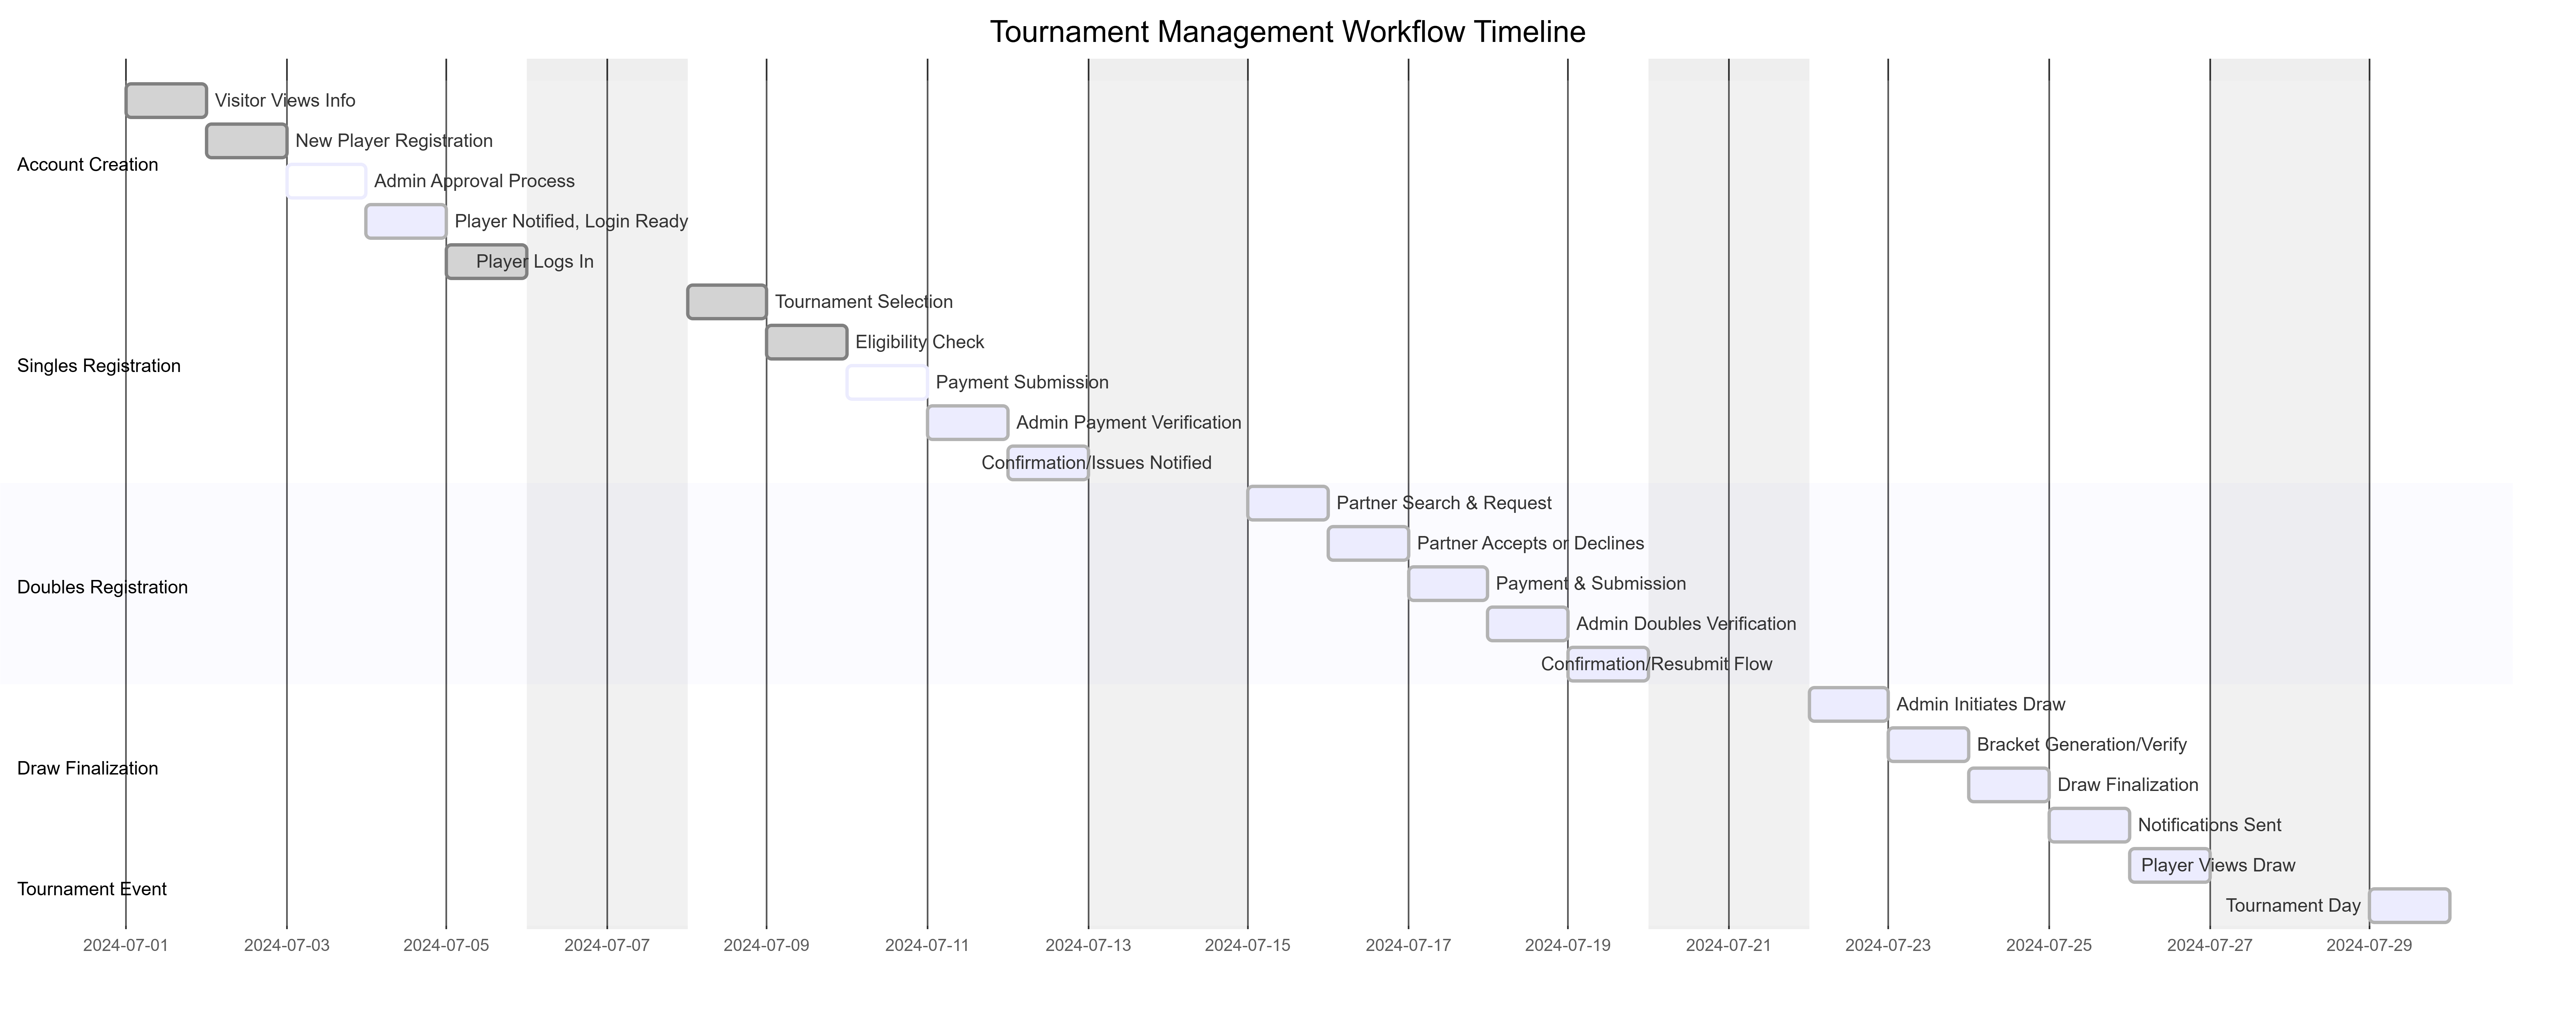 Tournament Management Workflow Timeline
Visitor Views Info
New Player Registration
Account Creation
Admin Approval Process
Player Notified, Login Ready
Player Logs In
Tournament Selection
Eligibility Check
Singles Registration
Payment Submission
Admin Payment Verification
Confirmation/Issues Notified
Partner Search & Request
Partner Accepts or Declines
Doubles Registration
Payment & Submission
Admin Doubles Verification
Confirmation/Resubmit Flow
Admin Initiates Draw
Bracket Generation/Verify
Draw Finalization
Draw Finalization
Notifications Sent
Player Views Draw
Tournament Event
Tournament Day
2024-07-01 2024-07-03 2024-07-05 2024-07-07 2024-07-09 2024-07-11 2024-07-13 2024-07-15 2024-07-17 2024-07-19 2024-07-21 2024-07-23 2024-07-25 2024-07-27 2024-07-29